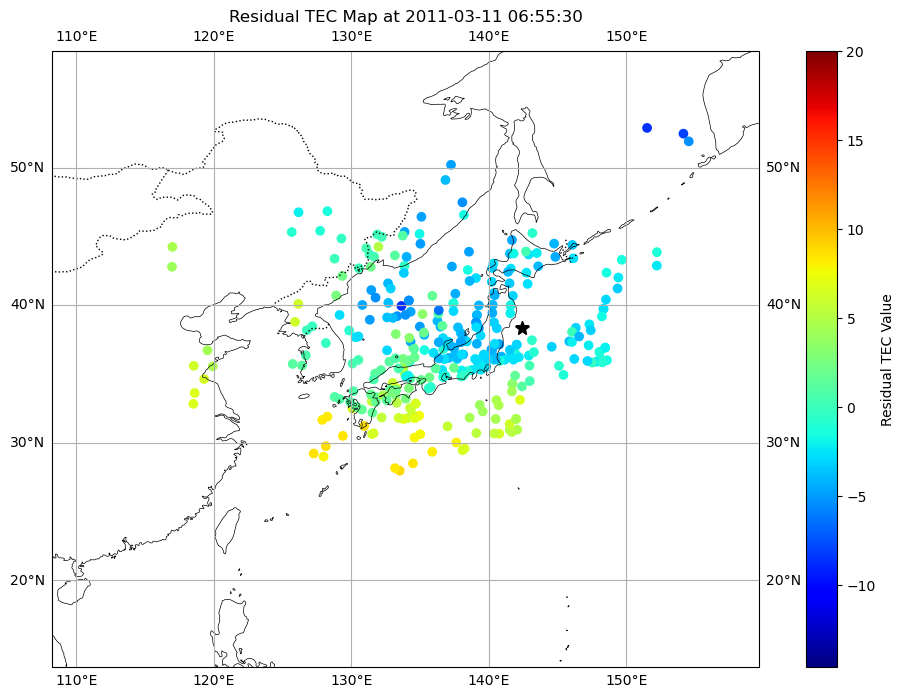 Residual TEC Map at 2011-03-11 06:55:30
110°E 120°E 130°E 140°E 150°E
20
15
50°N 50°N
10
5
40°N 40°N
0
30°N 30°N
−5
−10
20°N 20°N
Residual TEC Value
110°E 120°E 130°E 140°E 150°E